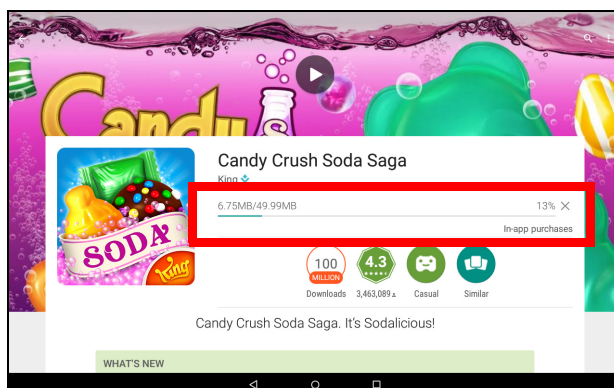 Candy
S
Candy Crush Soda Saga
King
6.75MB/49.99MB 13%
In-app purchases
SODA
King
100
MILLION
4.3
Downloads 3,463,089 Casual Similar
Candy Crush Soda Saga. It's Sodalicious!
WHAT'S NEW